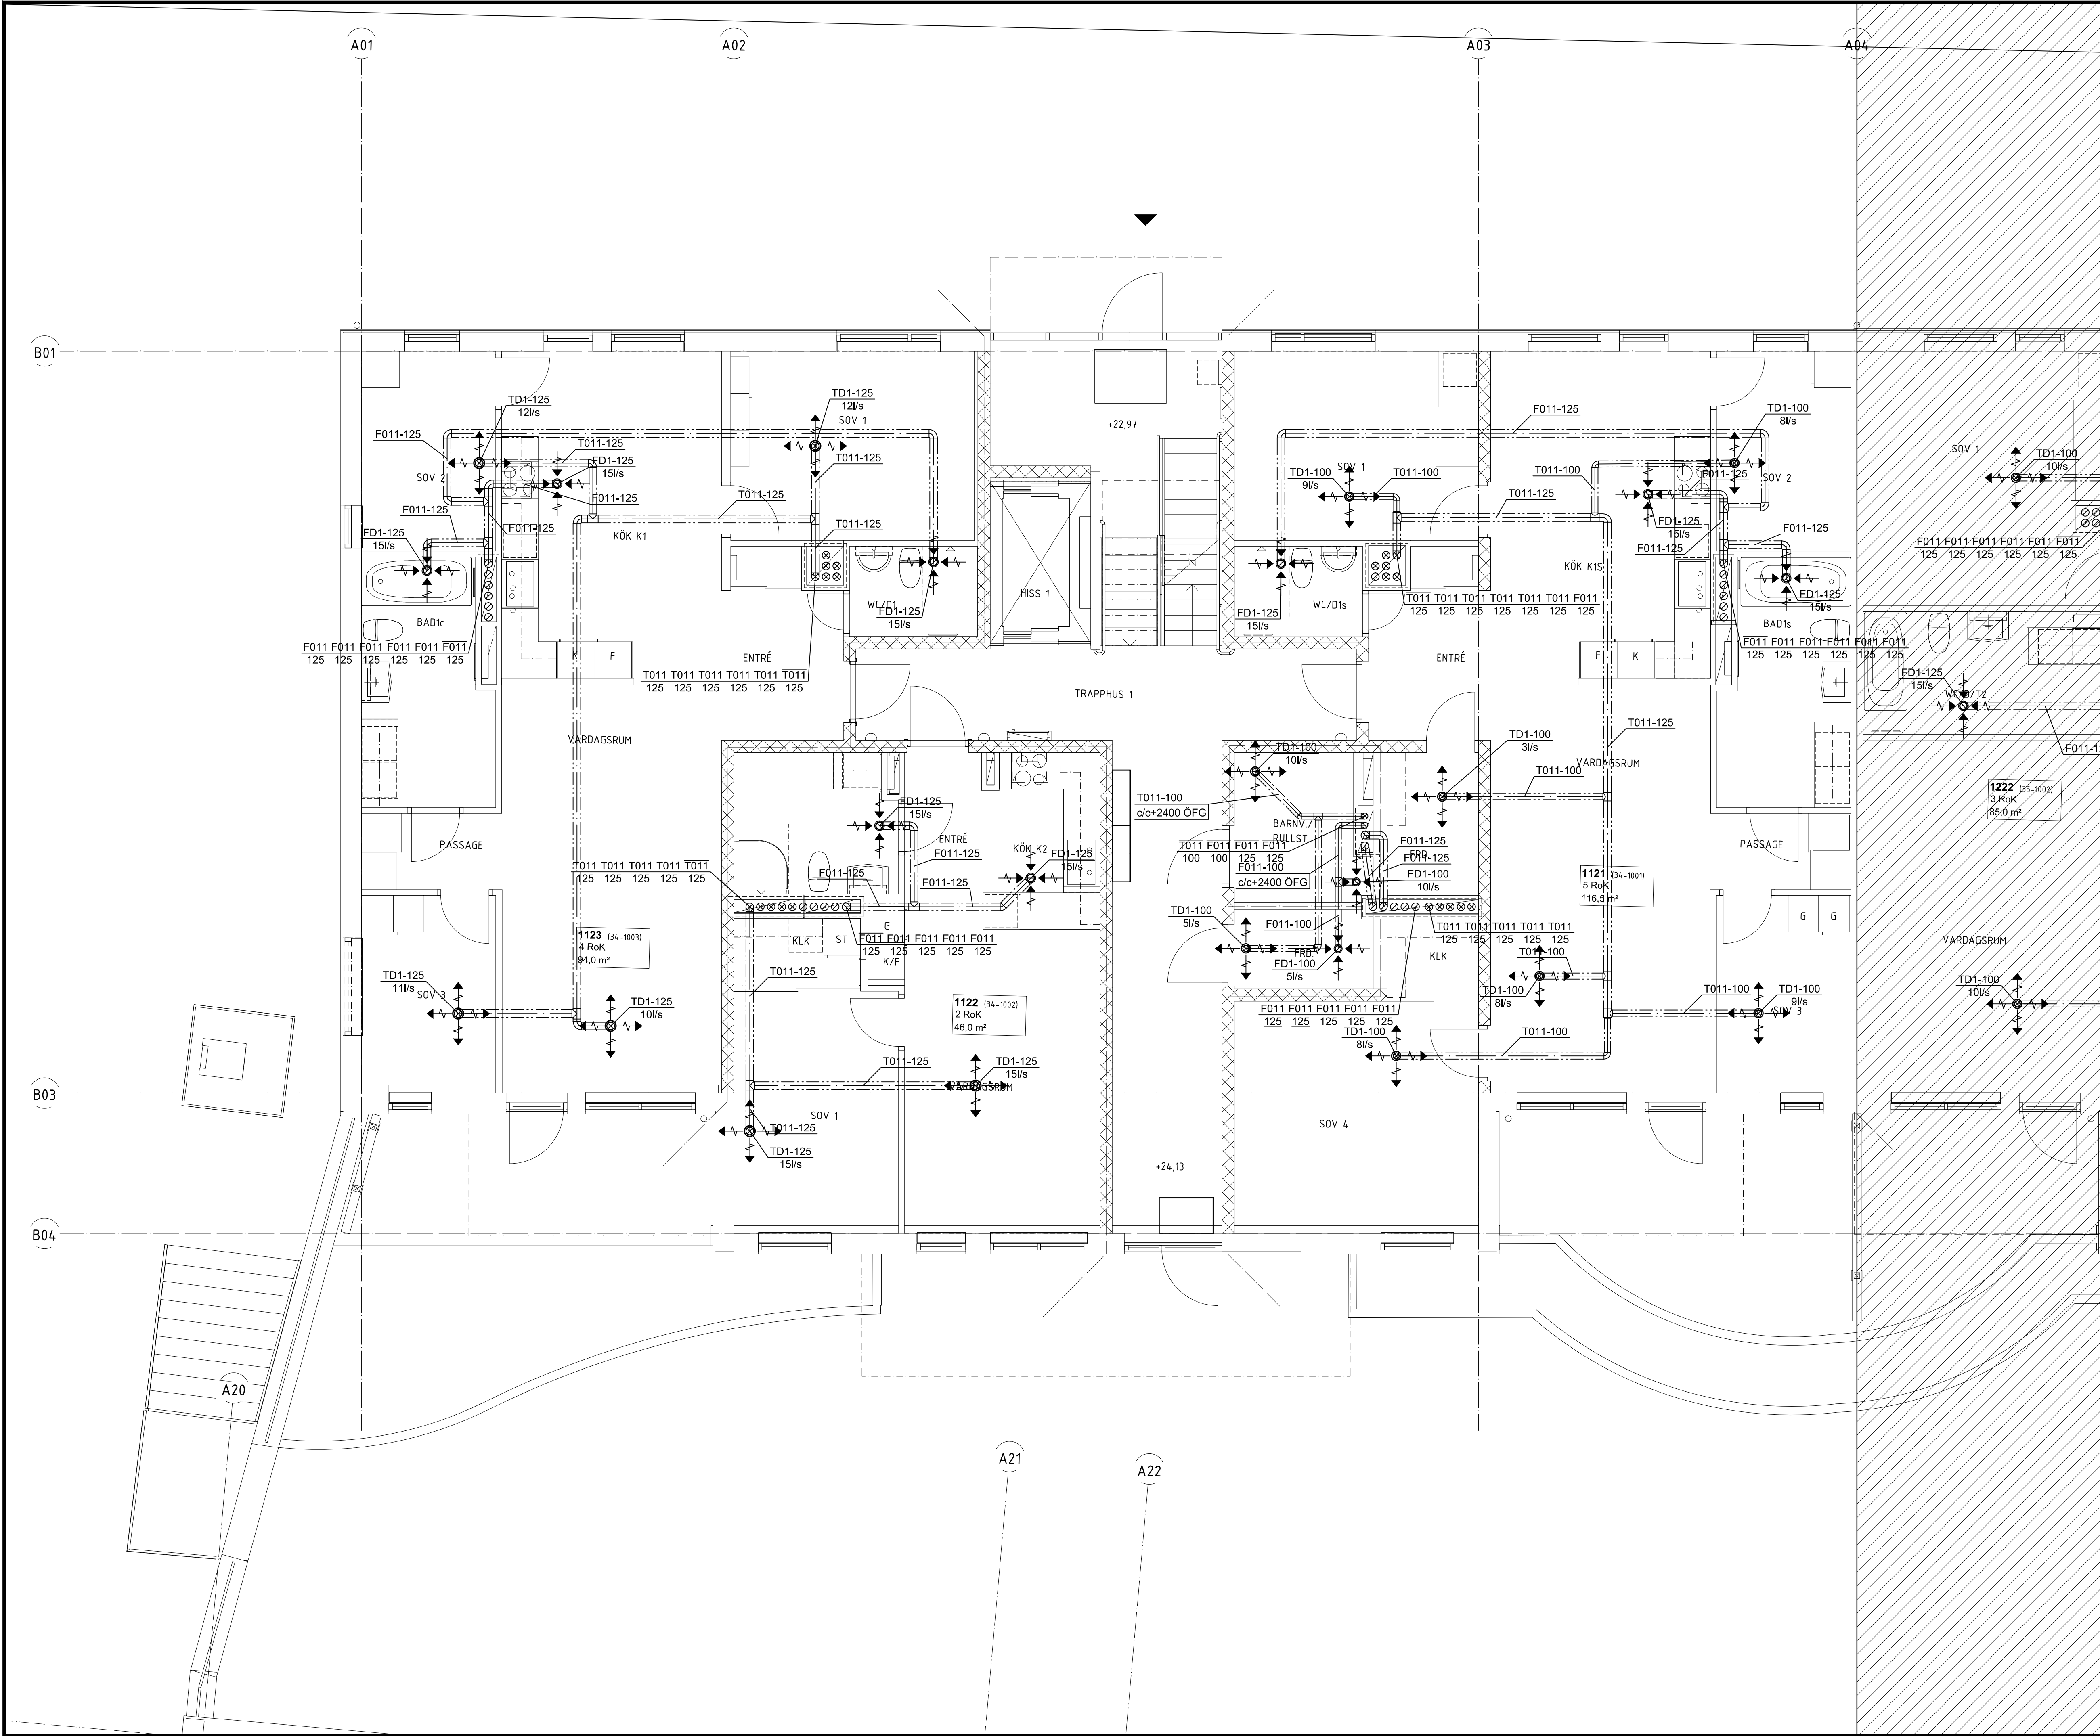 A01
A02
A03
A04
B01
TD1-125
12l/s
TD1-125
12l/s
SOV 1
F011-125
T011-125
FD1-125
15l/s
SOV 2
T011-125
F011-125
T011-125
F011-125
F011-125
T011-125
FD1-125
15l/s
KÖK K1
BAD1c
WC/D1
FD1-125
15l/s
F011 F011 F011 F011 F011 F011
125 125 125 125 125 125
K F
ENTRÉ
T011 T011 T011 T011 T011 T011
125 125 125 125 125 125
+22,97
HISS 1
TRAPPHUS 1
F011-125
TD1-100
8l/s
SOV 1
TD1-100
9l/s
T011-100
T011-100
F011-125
SOV 2
T011-125
FD1-125
15l/s
F011-125
F011-125
KÖK K1S
WC/D1s
FD1-125
15l/s
T011 T011 T011 T011 T011 F011
125 125 125 125 125 125
FD1-125
15l/s
BAD1s
F011 F011 F011 F011 F011 F011
125 125 125 125 125 125
ENTRÉ
F K
SOV 1
TD1-100
10l/s
F011 F011 F011 F011 F011 F011
125 125 125 125 125 125
FD1-125
15l/s
WC/D/T2
F011-1
1222 (35-1002)
3 RoK
85,0 m²
VARDAGSRUM
TD1-100
10l/s
VARDAGSRUM
PASSAGE
T011 T011 T011 T011 T011
125 125 125 125 125
FD1-125
15l/s
ENTRÉ
KÖK K2
FD1-125
15l/s
F011-125
F011-125
F011-125
G
KLK
ST
K/F
F011 F011 F011 F011 F011
125 125 125 125 125
1123 (34-1003)
4 RoK
94,0 m²
TD1-125
11l/s
SOV 3
TD1-125
10l/s
T011-125
1122 (34-1002)
2 RoK
46,0 m²
T011-125
TD1-125
15l/s
VARDAGSRUM
SOV 1
T011-125
TD1-125
15l/s
TD1-100
10l/s
T011-100
c/c+2400 ÖFG
BARNV./
RULLST
T011 F011 F011 F011
100 100 125 125
F011-100
c/c+2400 ÖFG
F011-125
FRD.
F011-125
FD1-100
10l/s
TD1-100
5l/s
F011-100
FRD.
FD1-100
5l/s
T011 T011 T011 T011 T011
125 125 125 125 125
KLK
F011 F011 F011 F011 F011
125 125 125 125 125
TD1-100
3l/s
T011-100
T011-125
VARDAGSRUM
1121 (34-1001)
5 RoK
116,5 m²
PASSAGE
G G
T011-100
TD1-100
8l/s
T011-100
TD1-100
9l/s
SOV 3
TD1-100
8l/s
T011-100
SOV 4
+24,13
B03
B04
A20
A21
A22